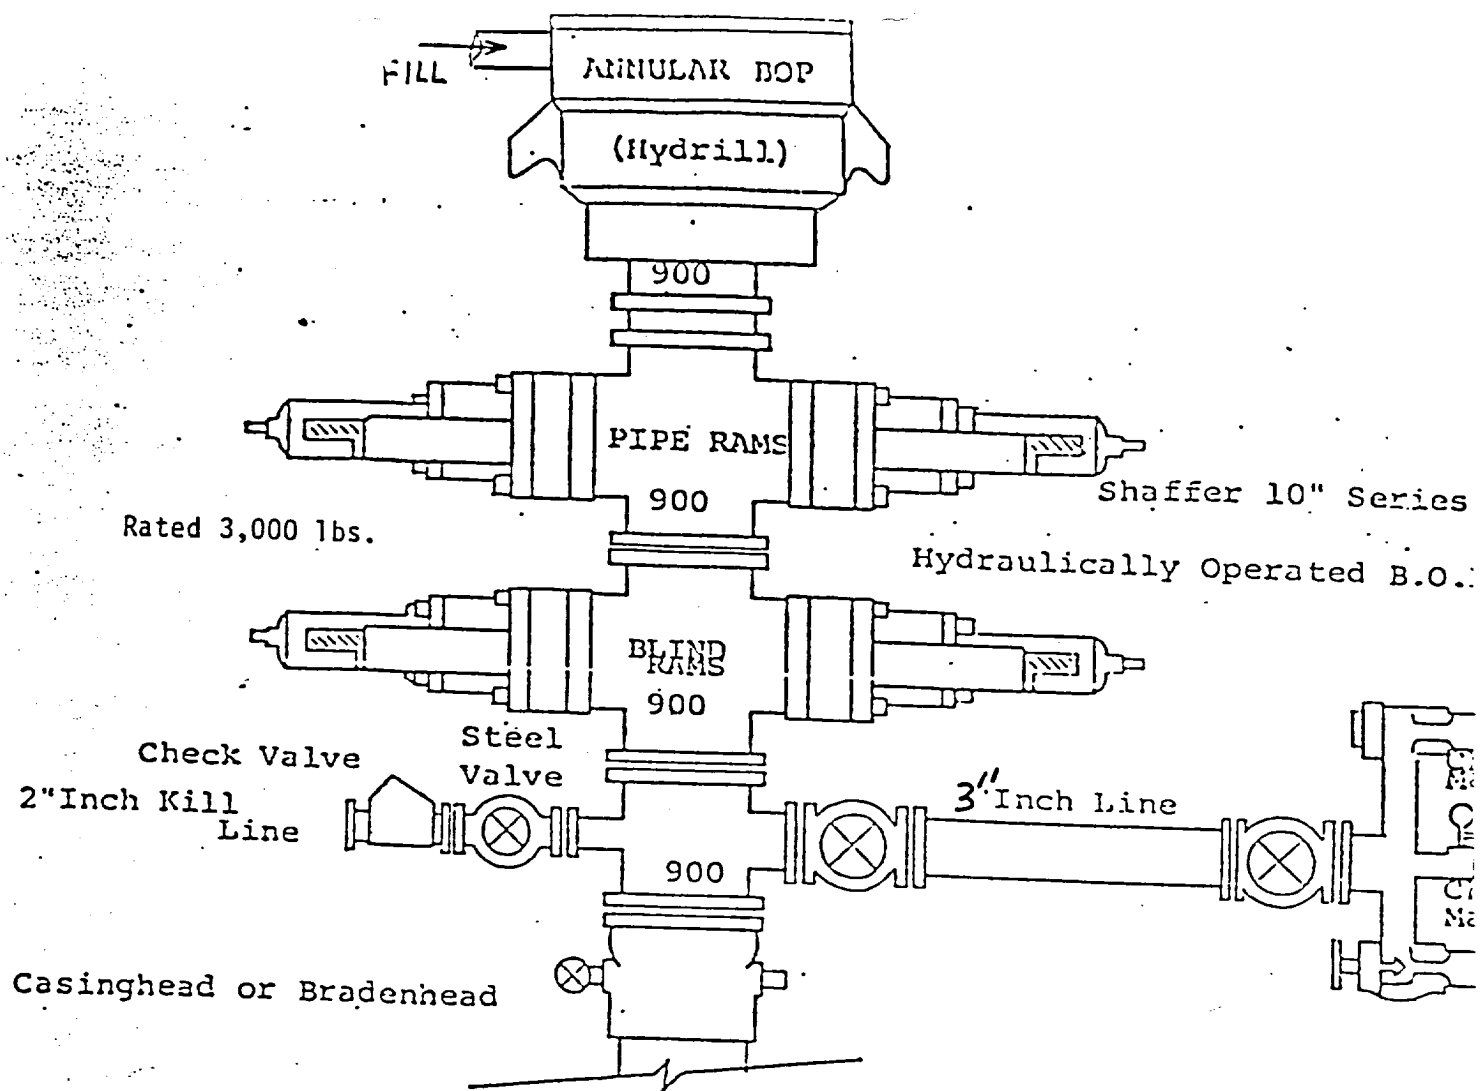 FILL
ANNULAR BOP
(Hydrill)
900
PIPE RAMS
900
Shaffer 10" Series
Rated 3,000 lbs.
Hydraulically Operated B.O.
BLIND
RAMS
900
Check Valve
Steel
Valve
2"Inch Kill
Line
3"Inch Line
900
Casinghead or Bradenhead